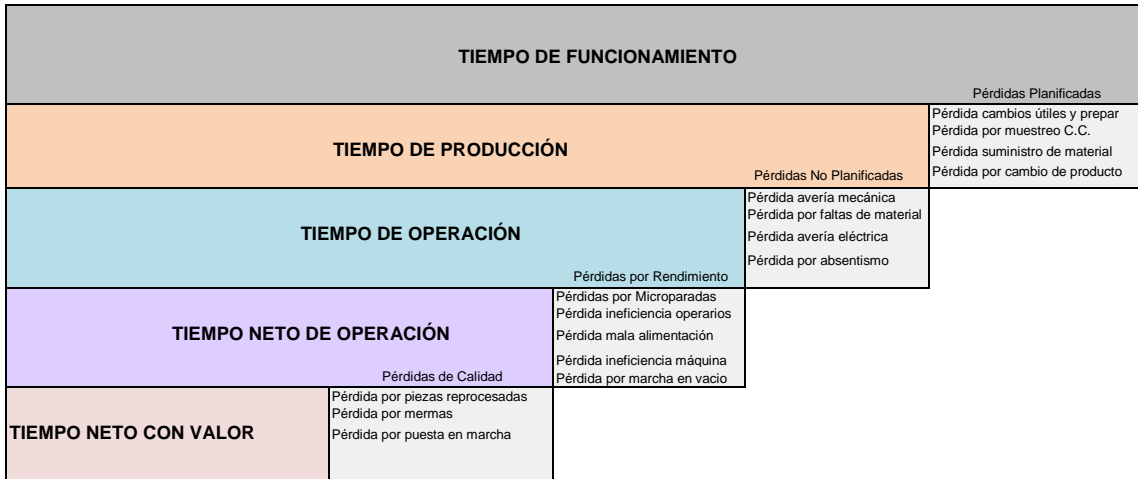 TIEMPO DE FUNCIONAMIENTO
Pérdidas Planificadas
TIEMPO DE PRODUCCIÓN
Pérdidas No Planificadas
Pérdida cambios útiles y prepar
Pérdida por muestreo C.C.
Pérdida suministro de material
Pérdida por cambio de producto
TIEMPO DE OPERACIÓN
Pérdidas por Rendimiento
Pérdida avería mecánica
Pérdida por faltas de material
Pérdida avería eléctrica
Pérdida por absentismo
TIEMPO NETO DE OPERACIÓN
Pérdidas de Calidad
Pérdidas por Microparadas
Pérdida ineficiencia operarios
Pérdida mala alimentación
Pérdida ineficiencia máquina
Pérdida por marcha en vacio
TIEMPO NETO CON VALOR
Pérdida por piezas reprocesadas
Pérdida por mermas
Pérdida por puesta en marcha